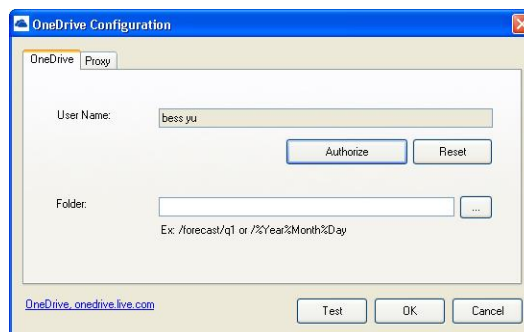 OneDrive Configuration
OneDrive Proxy
User Name: bess yu
Authorize Reset
Folder: ...
Ex: /forecast/q1 or /%Year%Month%Day
OneDrive, onedrive.live.com Test OK Cancel